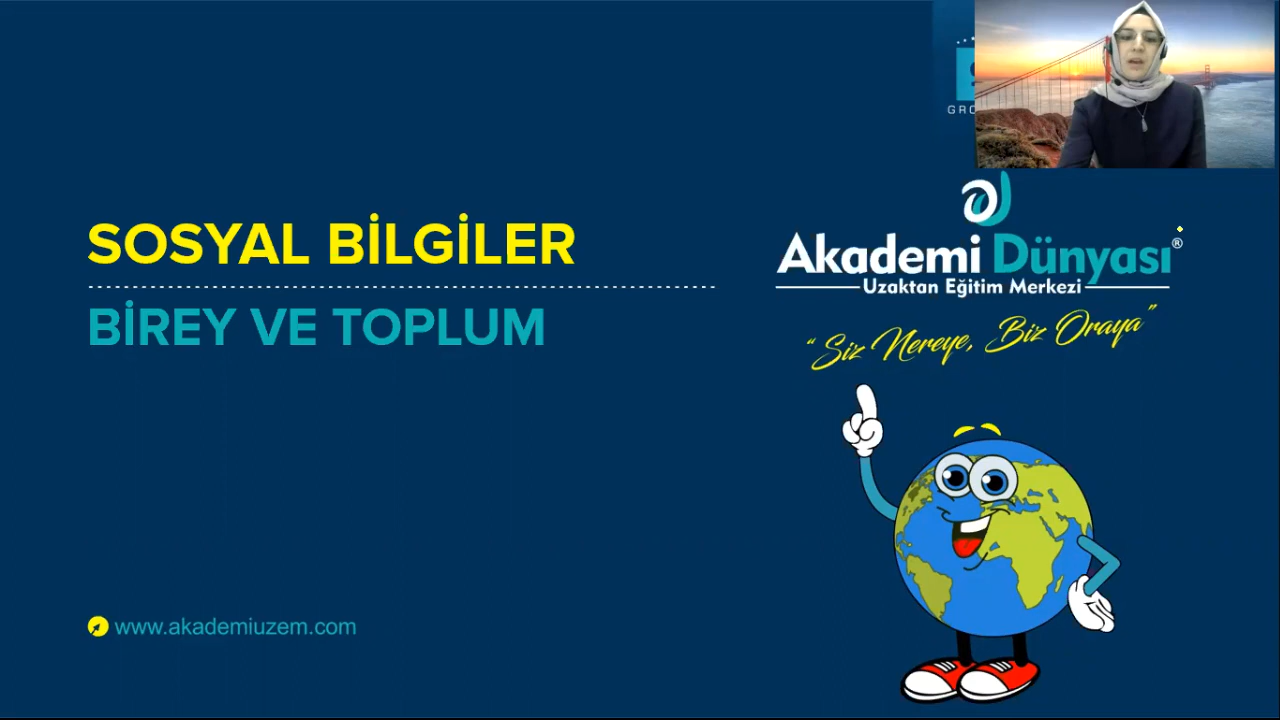 SOSYAL BİLGİLER
BİREY VE TOPLUM
Akademi Dünyası®
Uzaktan Eğitim Merkezi
“Siz Nereye, Biz Oraya”
www.akademiuzem.com